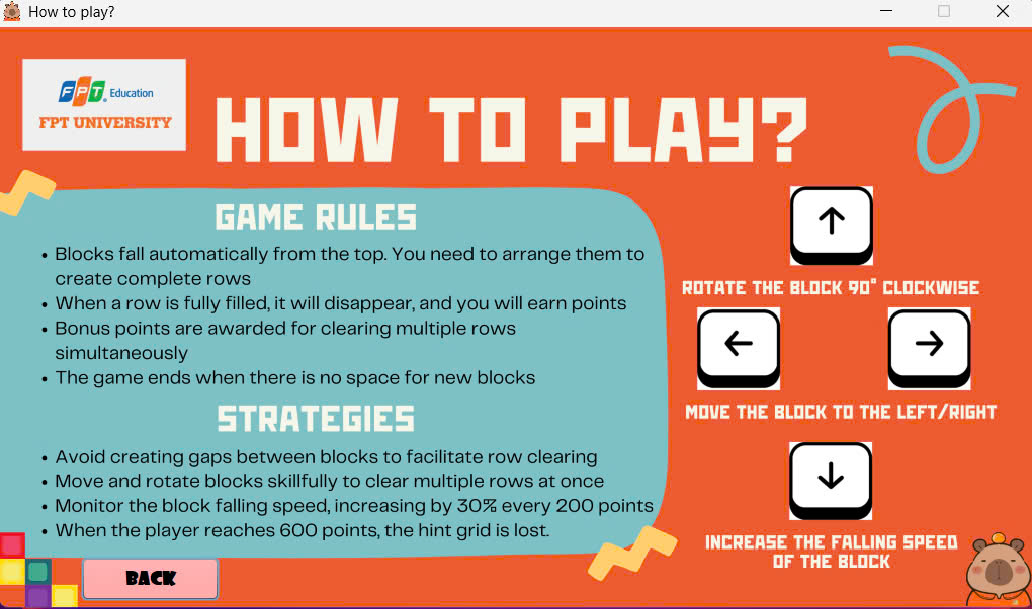 How to play?
FPT. Education
FPT UNIVERSITY
HOW TO PLAY?
GAME RULES
• Blocks fall automatically from the top. You need to arrange them to
create complete rows
• When a row is fully filled, it will disappear, and you will earn points
• Bonus points are awarded for clearing multiple rows
simultaneously
• The game ends when there is no space for new blocks
STRATEGIES
• Avoid creating gaps between blocks to facilitate row clearing
• Move and rotate blocks skillfully to clear multiple rows at once
• Monitor the block falling speed, increasing by 30% every 200 points
• When the player reaches 600 points, the hint grid is lost.
↑
ROTATE THE BLOCK 90° CLOCKWISE
← →
MOVE THE BLOCK TO THE LEFT/RIGHT
↓
INCREASE THE FALLING SPEED
OF THE BLOCK
BACK